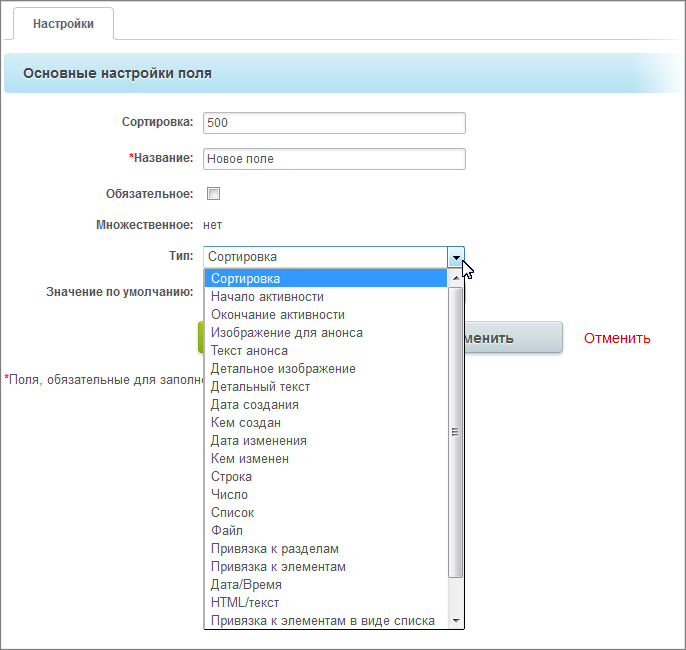 Настройки
Основные настройки поля
Сортировка: 500
*Название: Новое поле
Обязательное:
Множественное: нет
Тип: Сортировка
Значение по умолчанию:
Сортировка
Начало активности
Окончание активности
Изображение для анонса
Текст анонса
Детальное изображение
Детальный текст
Дата создания
Кем создан
Дата изменения
Кем изменен
Строка
Число
Список
Файл
Привязка к разделам
Привязка к элементам
Дата/Время
HTML/текст
Привязка к элементам в виде списка
менить Отменить
*Поля, обязательные для заполне